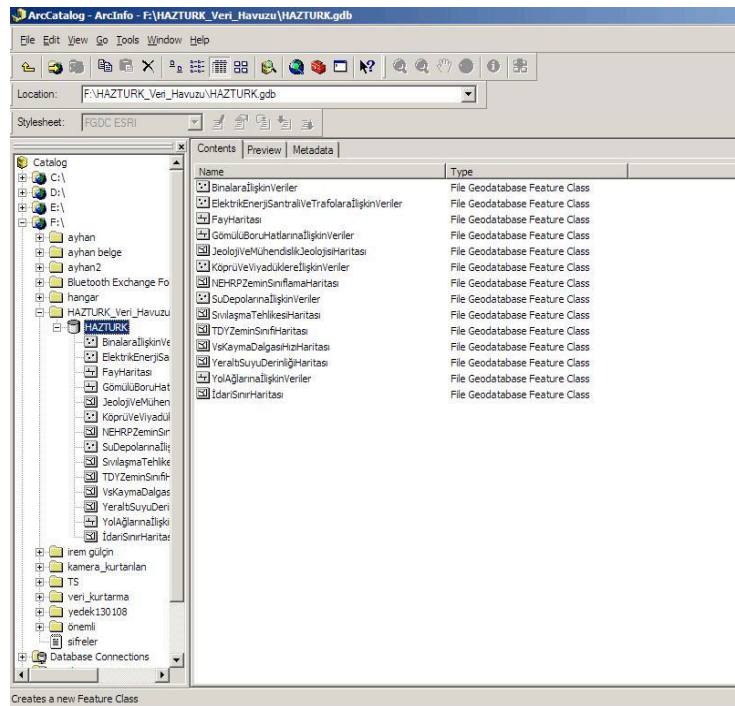 ArcCatalog - ArcInfo - F:\HAZTURK_Veri_Havuzu\HAZTURK.gdb
File Edit View Go Tools Window Help
Location: F:\HAZTURK_Veri_Havuzu\HAZTURK.gdb
Stylesheet: FGDC ESRI
Catalog
C:\
D:\
E:\
F:\
ayhan
ayhan belge
ayhan2
Bluetooth Exchange Fo
hangar
HAZTURK_Veri_Havuzu
HAZTURK
BinalaraİlişkinVe
ElektrikEnerjiSa
FayHaritası
GömülüBoruHat
JeolojiVeMühen
KöprüVeViyadül
NEHRPZeminSır
SuDepolarınaİliş
SıvılaşmaTehlike
TDYZeminSınıfH
VsKaymaDalgas
YeraltıSuyuDeri
YolAğlarınaİlişki
İdariSınırHaritas
irem gülçin
kamera_kurtarılan
TS
veri_kurtarma
yedek130108
önemli
sifreler
Database Connections
Contents Preview Metadata
Name Type
BinalaraİlişkinVeriler File Geodatabase Feature Class
ElektrikEnerjiSantraliVeTrafolaraİlişkinVeriler File Geodatabase Feature Class
FayHaritası File Geodatabase Feature Class
GömülüBoruHatlarınaİlişkinVeriler File Geodatabase Feature Class
JeolojiVeMühendislikJeolojisiHaritası File Geodatabase Feature Class
KöprüVeViyadüklereİlişkinVeriler File Geodatabase Feature Class
NEHRPZeminSınıflamaHaritası File Geodatabase Feature Class
SuDepolarınaİlişkinVeriler File Geodatabase Feature Class
SıvılaşmaTehlikesiHaritası File Geodatabase Feature Class
TDYZeminSınıfıHaritası File Geodatabase Feature Class
VsKaymaDalgasıHızıHaritası File Geodatabase Feature Class
YeraltıSuyuDerinliğiHaritası File Geodatabase Feature Class
YolAğlarınaİlişkinVeriler File Geodatabase Feature Class
İdariSınırHaritası File Geodatabase Feature Class
Creates a new Feature Class